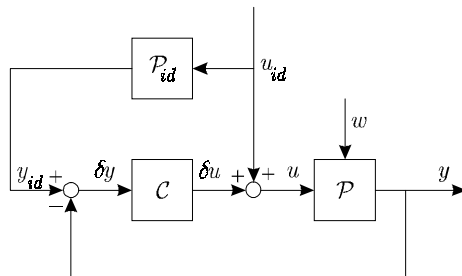 𝒫id
uid
w
yid + δy 𝒞 δu + + u 𝒫 y
−